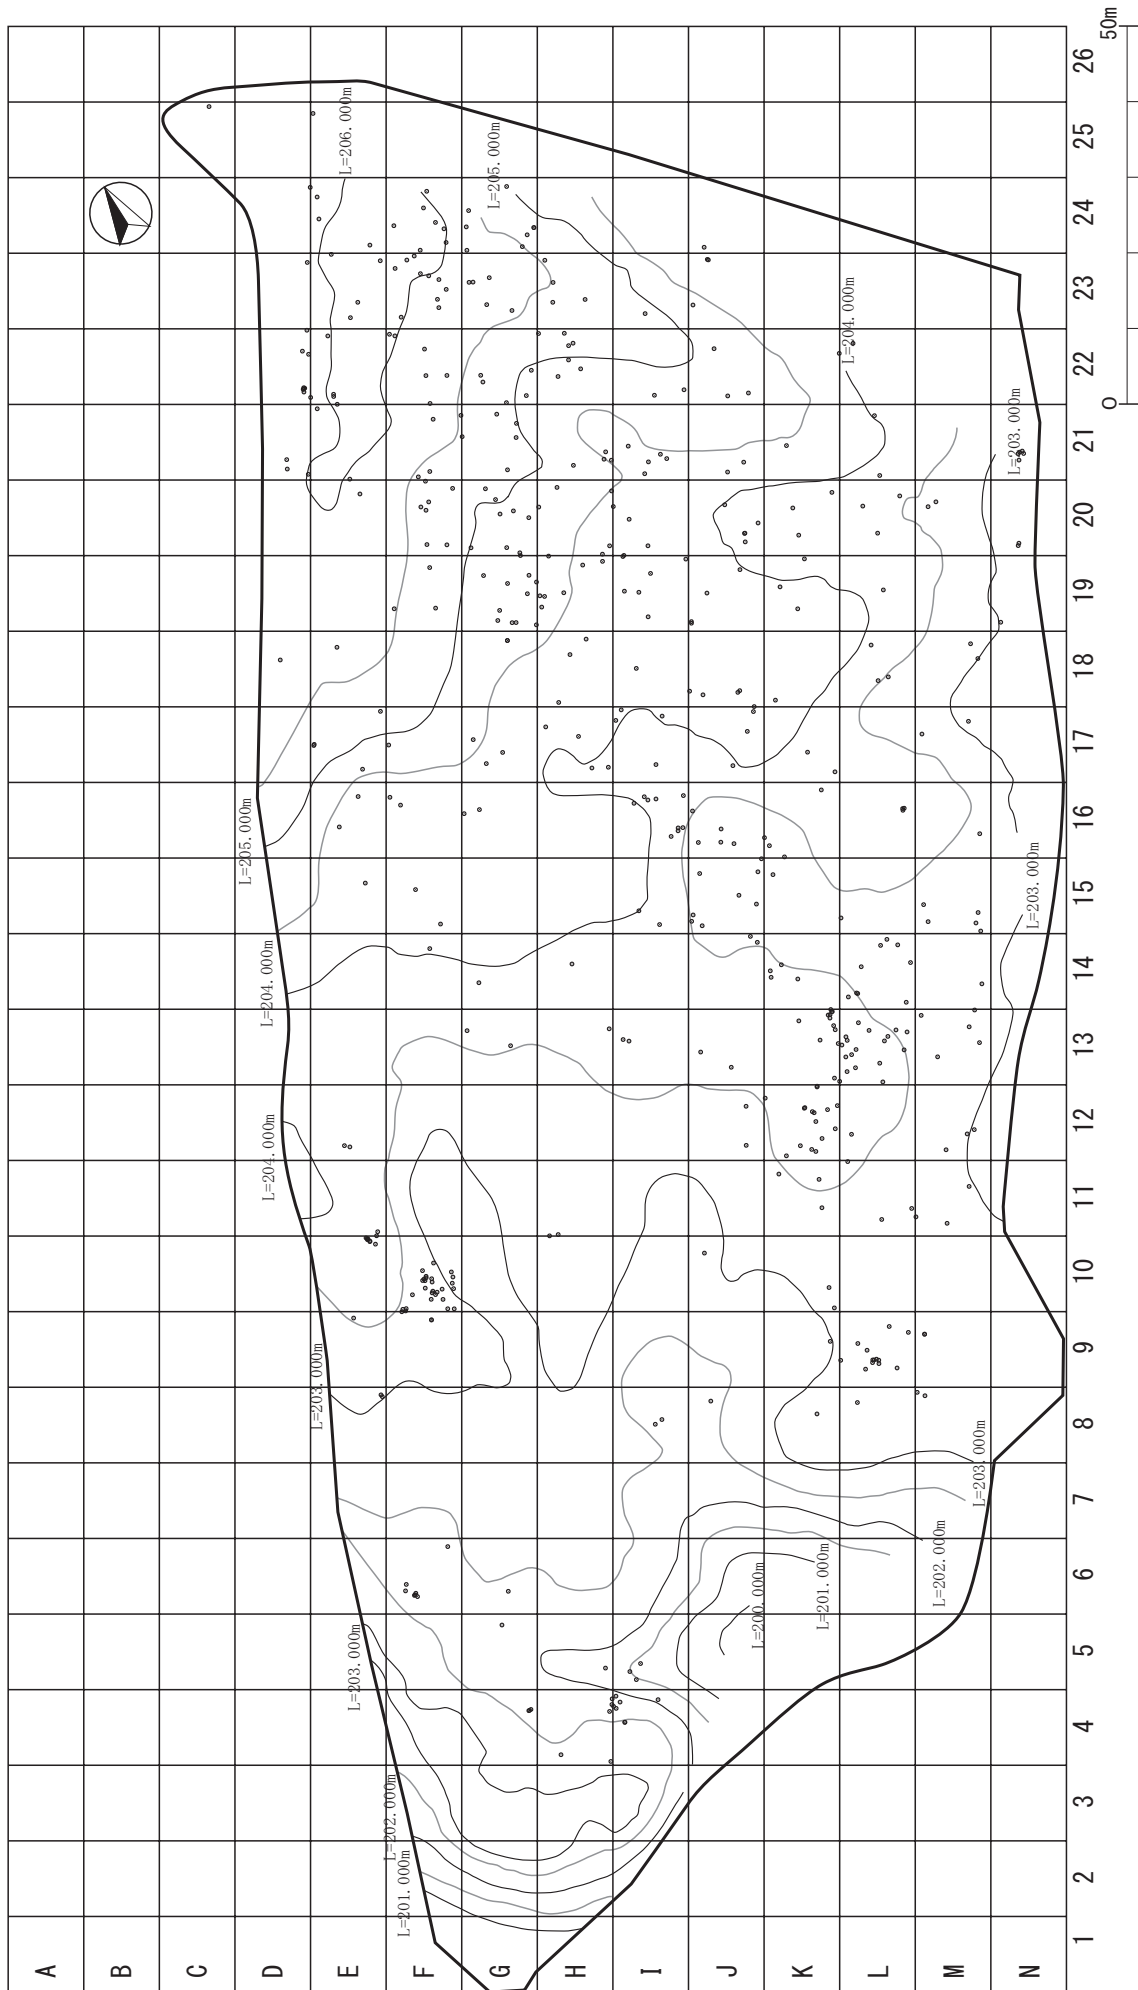 50m
0
26
25
24
23
22
21
20
19
18
17
16
15
14
13
12
11
10
9
8
7
6
5
4
3
2
1
A
B
C
D
E
F
G
H
I
J
K
L
M
N
L=206.000m
L=205.000m
L=204.000m
L=203.000m
L=205.000m
L=204.000m
L=203.000m
L=204.000m
L=203.000m
L=203.000m
L=202.000m
L=201.000m
L=200.000m
L=203.000m
L=202.000m
L=201.000m